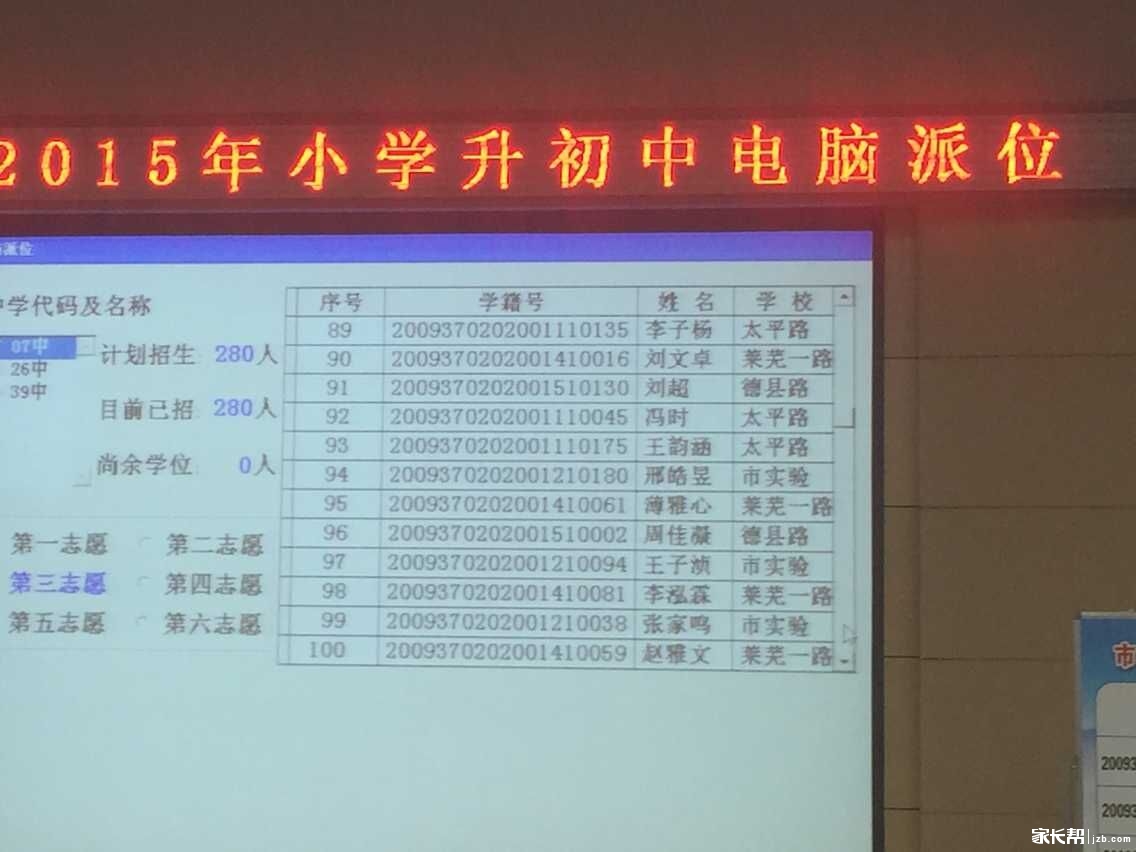 2015年小学升初中电脑派位
派位
中学代码及名称
07中
26中
39中
计划招生: 280人
目前已招: 280人
尚余学位: 0人
第一志愿 第二志愿
第三志愿 第四志愿
第五志愿 第六志愿
序号 学籍号 姓 名 学 校
89 2009370202001110135 李子杨 太平路
90 2009370202001410016 刘文卓 莱芜一路
91 2009370202001510130 刘超 德县路
92 2009370202001110045 冯时 太平路
93 2009370202001110175 王韵涵 太平路
94 2009370202001210180 邢皓昱 市实验
95 2009370202001410061 薄雅心 莱芜一路
96 2009370202001510002 周佳凝 德县路
97 2009370202001210094 王子浈 市实验
98 2009370202001410081 李泓霖 莱芜一路
99 2009370202001210038 张家鸣 市实验
100 2009370202001410059 赵雅文 莱芜一路
市
20093
20093
家长帮 jzb.com